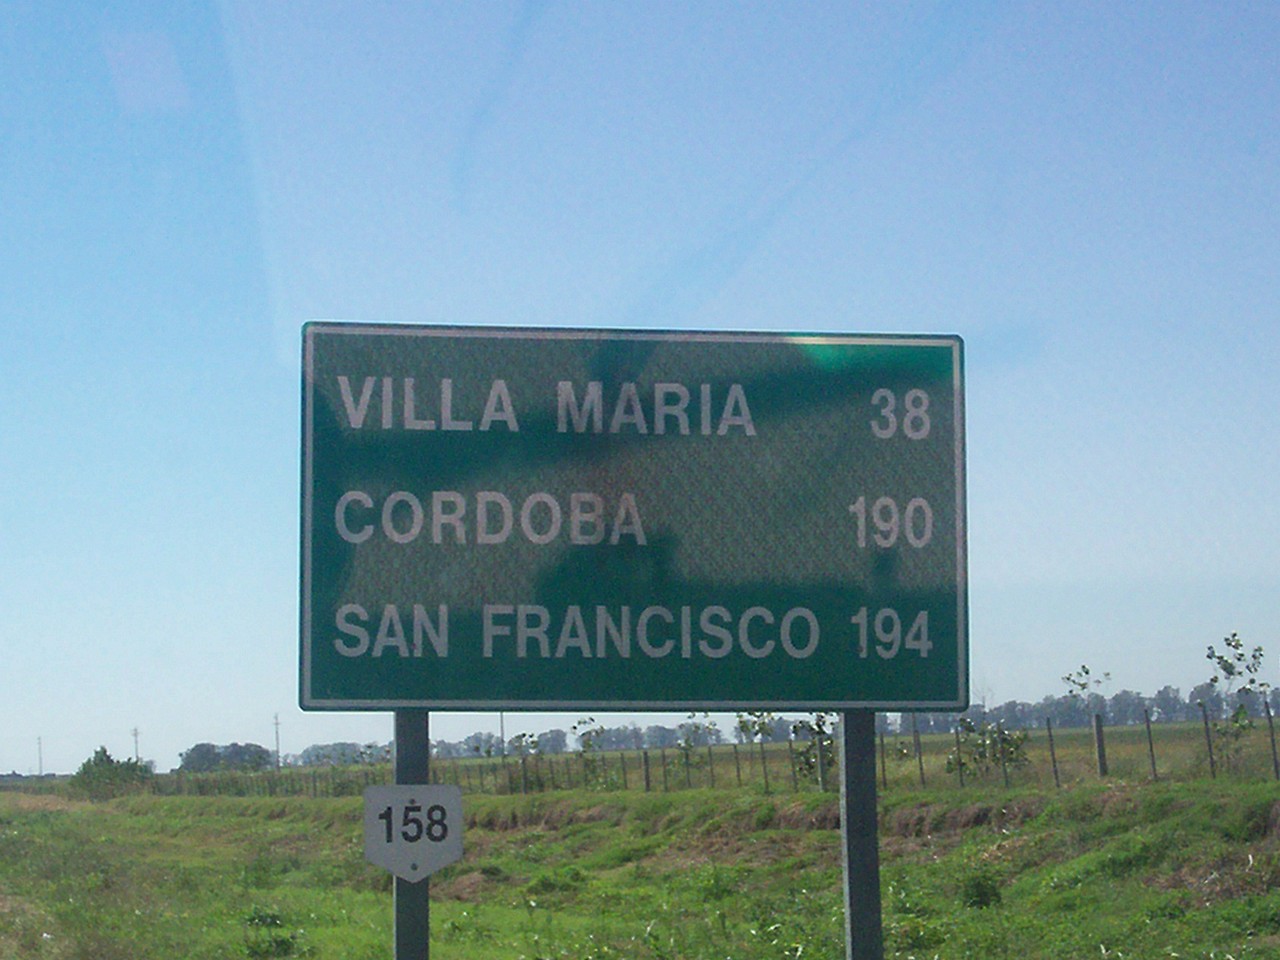 VILLA MARIA 38
CORDOBA 190
SAN FRANCISCO 194
158